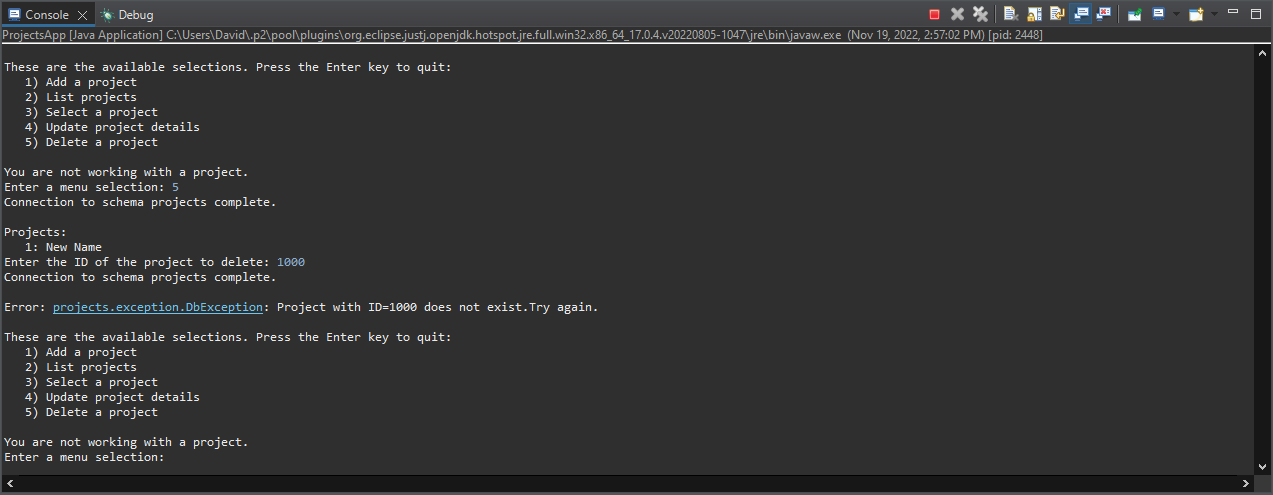 Console Debug
ProjectsApp [Java Application] C:\Users\David\.p2\pool\plugins\org.eclipse.justj.openjdk.hotspot.jre.full.win32.x86_64_17.0.4.v20220805-1047\jre\bin\javaw.exe (Nov 19, 2022, 2:57:02 PM) [pid: 2448]
These are the available selections. Press the Enter key to quit:
1) Add a project
2) List projects
3) Select a project
4) Update project details
5) Delete a project
You are not working with a project.
Enter a menu selection: 5
Connection to schema projects complete.
Projects:
1: New Name
Enter the ID of the project to delete: 1000
Connection to schema projects complete.
Error: projects.exception.DbException: Project with ID=1000 does not exist.Try again.
These are the available selections. Press the Enter key to quit:
1) Add a project
2) List projects
3) Select a project
4) Update project details
5) Delete a project
You are not working with a project.
Enter a menu selection: